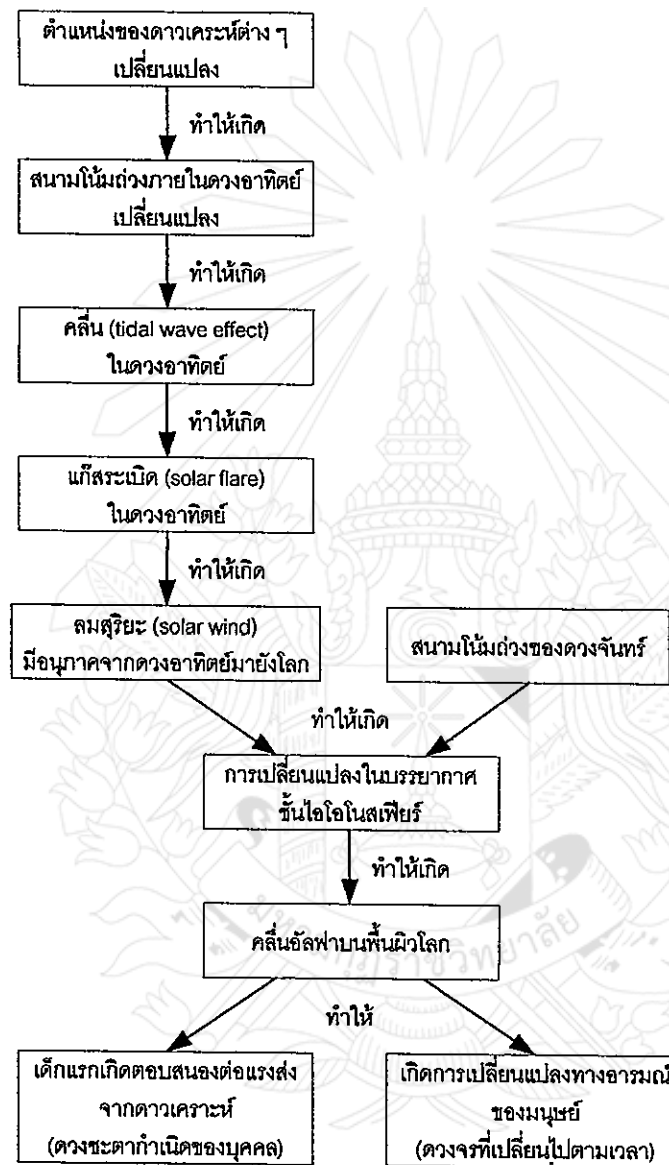 ตำแหน่งของดาวเคราะห์ต่าง ๆ
เปลี่ยนแปลง
ทำให้เกิด
สนามโน้มถ่วงภายในดวงอาทิตย์
เปลี่ยนแปลง
ทำให้เกิด
คลื่น (tidal wave effect)
ในดวงอาทิตย์
ทำให้เกิด
แก๊สระเบิด (solar flare)
ในดวงอาทิตย์
ทำให้เกิด
ลมสุริยะ (solar wind)
มีอนุภาคจากดวงอาทิตย์มายังโลก
สนามโน้มถ่วงของดวงจันทร์
ทำให้เกิด
การเปลี่ยนแปลงในบรรยากาศ
ชั้นไอโอโนสเฟียร์
ทำให้เกิด
คลื่นอัลฟาบนพื้นผิวโลก
ทำให้
เด็กแรกเกิดตอบสนองต่อแรงส่ง
จากดาวเคราะห์
(ดวงชะตากำเนิดของบุคคล)
เกิดการเปลี่ยนแปลงทางอารมณ์
ของมนุษย์
(ดวงจรที่เปลี่ยนไปตามเวลา)